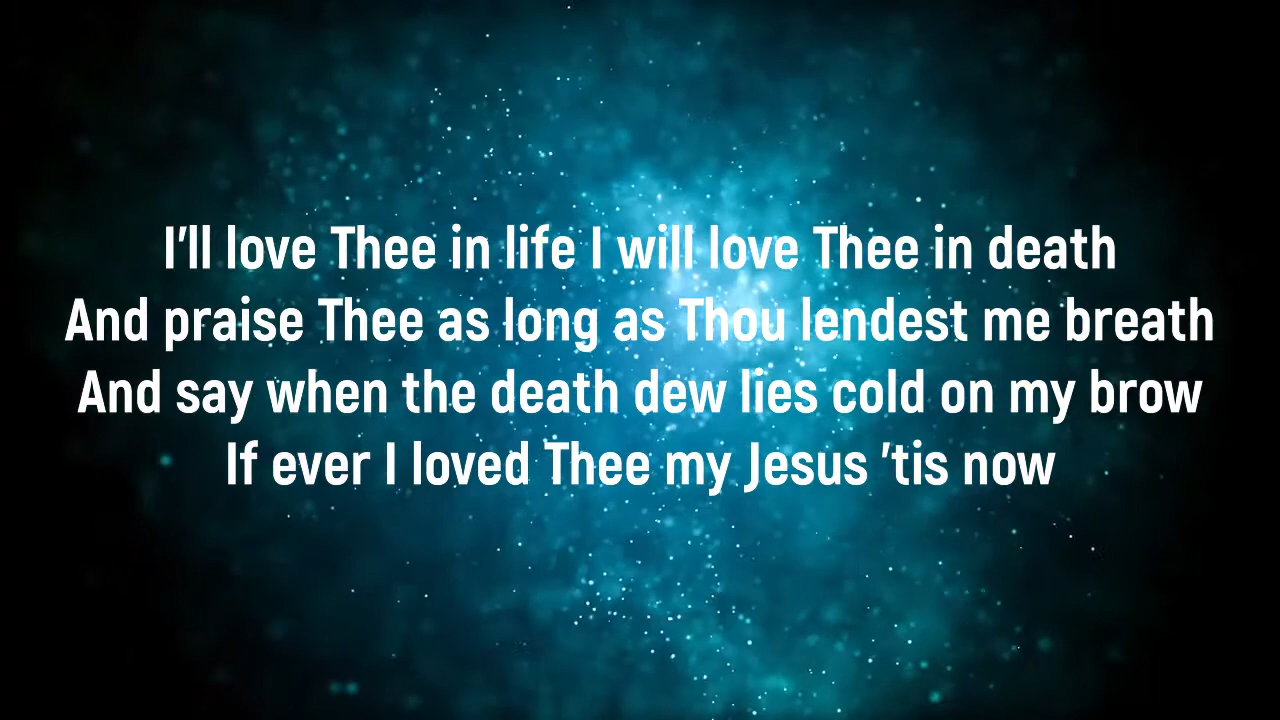 I'll love Thee in life I will love Thee in death
And praise Thee as long as Thou lendest me breath
And say when the death dew lies cold on my brow
If ever I loved Thee my Jesus 'tis now